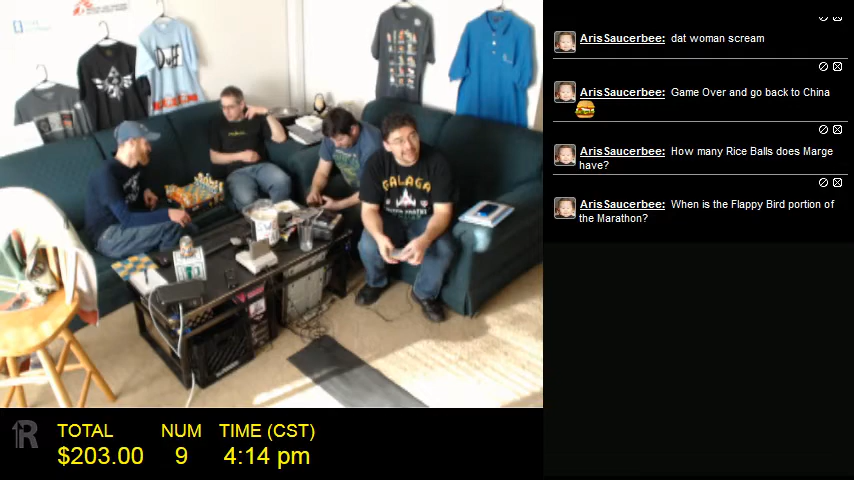 Duff
GALAGA
ArisSaucerbee: dat woman scream
ArisSaucerbee: Game Over and go back to China
ArisSaucerbee: How many Rice Balls does Marge
have?
ArisSaucerbee: When is the Flappy Bird portion of
the Marathon?
TOTAL NUM TIME (CST)
$203.00 9 4:14 pm